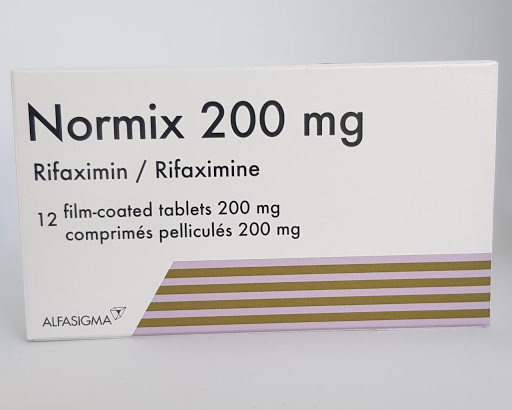 Normix 200 mg
Rifaximin / Rifaximine
12 film-coated tablets 200 mg
comprimés pelliculés 200 mg
ALFASIGMA